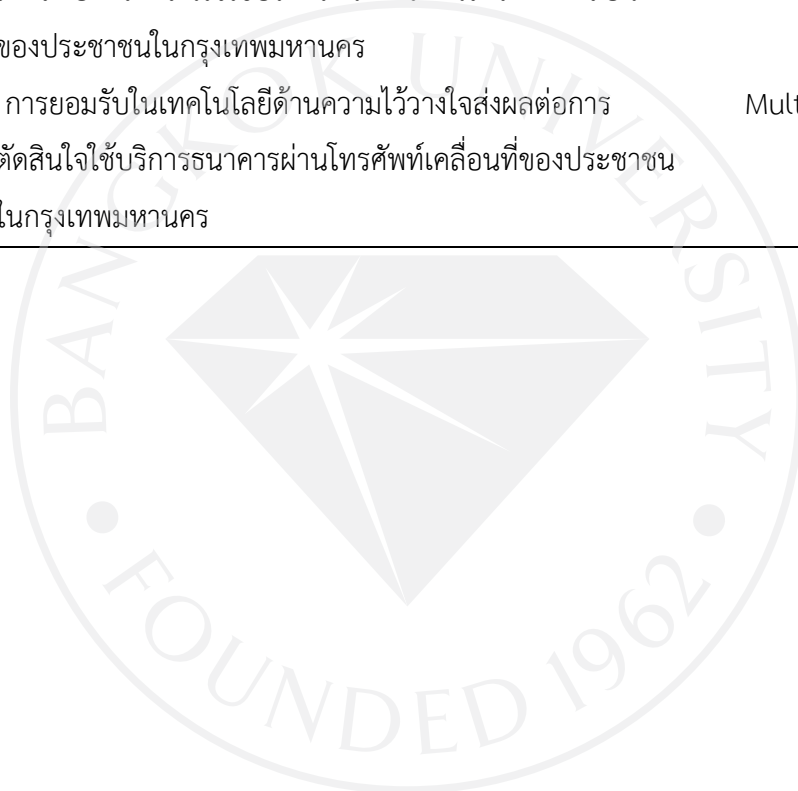 ของประชาชนในกรุงเทพมหานคร
การยอมรับในเทคโนโลยีด้านความไว้วางใจส่งผลต่อการ Mult
ตัดสินใจใช้บริการธนาคารผ่านโทรศัพท์เคลื่อนที่ของประชาชน
ในกรุงเทพมหานคร
BANGKOK UNIVERSITY
FOUNDED 1962